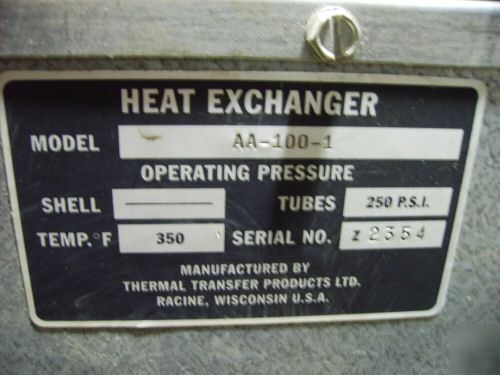 HEAT EXCHANGER
MODEL AA-100-1
OPERATING PRESSURE
SHELL ——— TUBES 250 P.S.I.
TEMP.°F 350 SERIAL NO. z 2354
MANUFACTURED BY
THERMAL TRANSFER PRODUCTS LTD.
RACINE, WISCONSIN U.S.A.